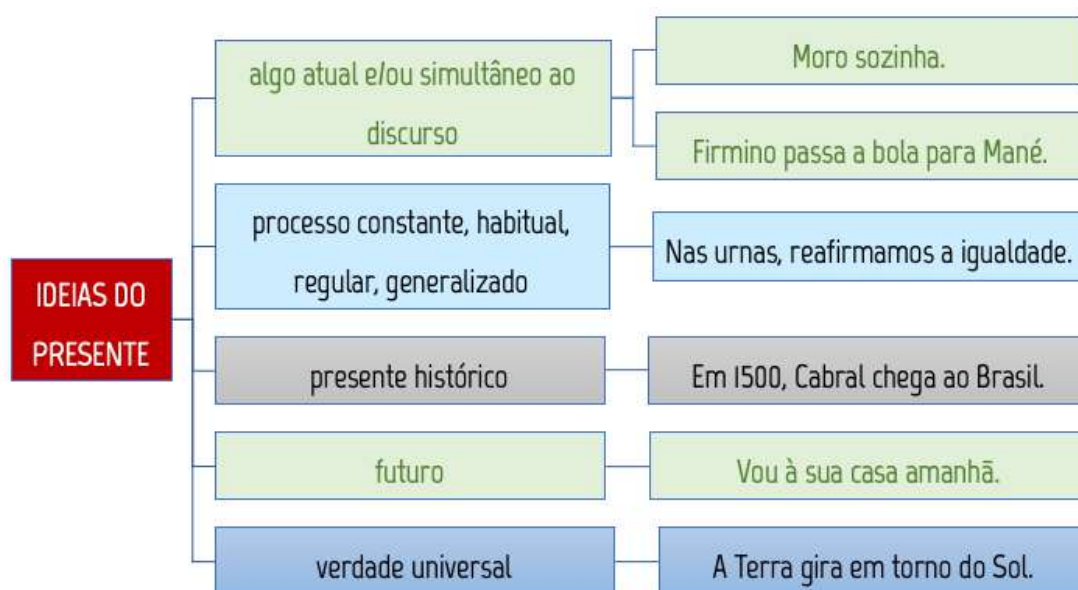 IDEIAS DO
PRESENTE
algo atual e/ou simultâneo ao
discurso
Moro sozinha.
Firmino passa a bola para Mané.
processo constante, habitual,
regular, generalizado
Nas urnas, reafirmamos a igualdade.
presente histórico
Em 1500, Cabral chega ao Brasil.
futuro
Vou à sua casa amanhã.
verdade universal
A Terra gira em torno do Sol.